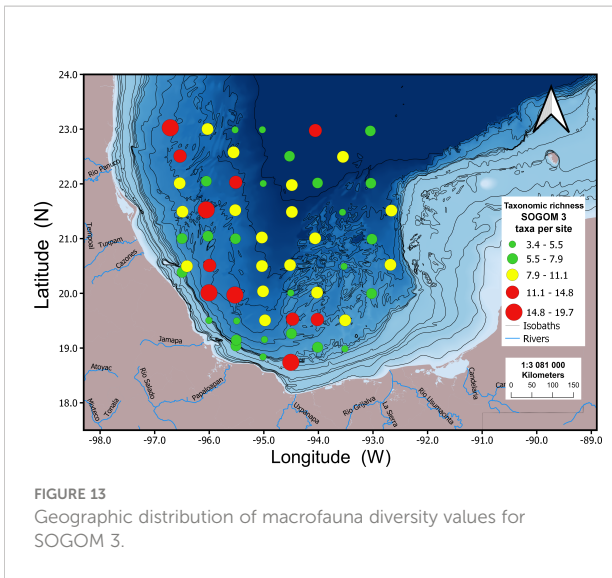 24.0
23.0
22.0
21.0
20.0
19.0
18.0
Latitude (N)
-98.0 -97.0 -96.0 -95.0 -94.0 -93.0 -92.0 -91.0 -90.0 -89.0
Longitude (W)
Rio Panuco
Tempoal
Tuxpam
Cazones
Jamapa
Atoyac
Rio Salado
Papaloapan
Mixteco
Tonala
Uxpanapa
Rio Grijalva
La Sierra
Rio Usumacinta
Candelaria
Taxonomic richness
SOGOM 3
taxa per site
3.4 - 5.5
5.5 - 7.9
7.9 - 11.1
11.1 - 14.8
14.8 - 19.7
Isobaths
Rivers
1:3 081 000
Kilometers
0 50 100 150
FIGURE 13
Geographic distribution of macrofauna diversity values for
SOGOM 3.